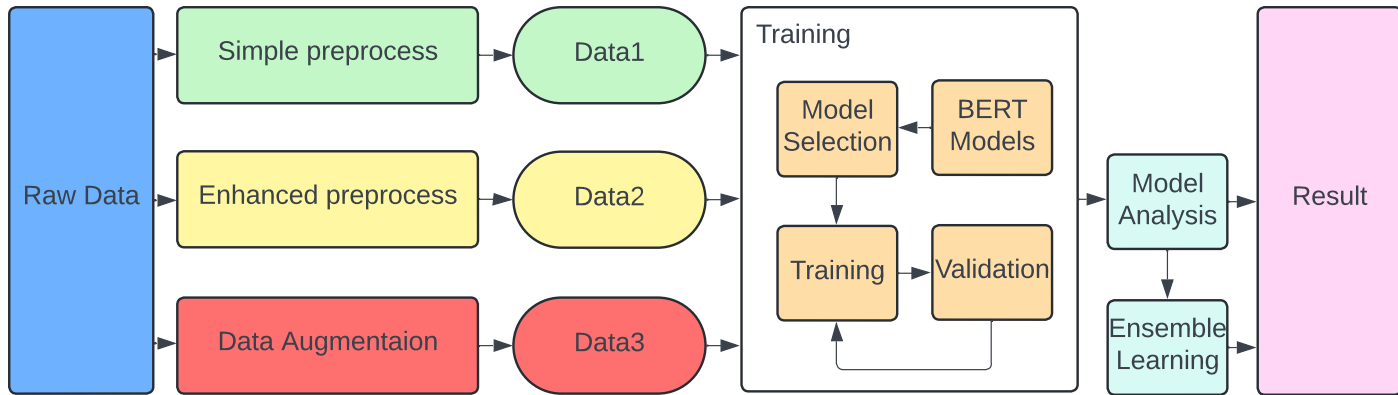 Raw Data
Simple preprocess
Data1
Enhanced preprocess
Data2
Data Augmentaion
Data3
Training
Model
Selection
BERT
Models
Training
Validation
Model
Analysis
Ensemble
Learning
Result